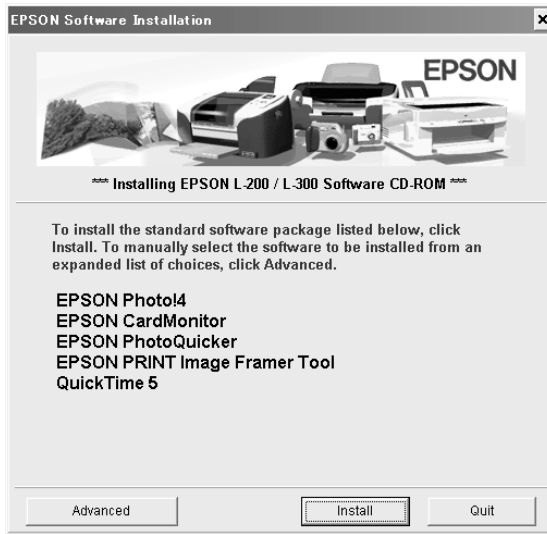 EPSON Software Installation
EPSON
*** Installing EPSON L-200 / L-300 Software CD-ROM ***
To install the standard software package listed below, click
Install. To manually select the software to be installed from an
expanded list of choices, click Advanced.
EPSON Photo!4
EPSON CardMonitor
EPSON PhotoQuicker
EPSON PRINT Image Framer Tool
QuickTime 5
Advanced
Install
Quit